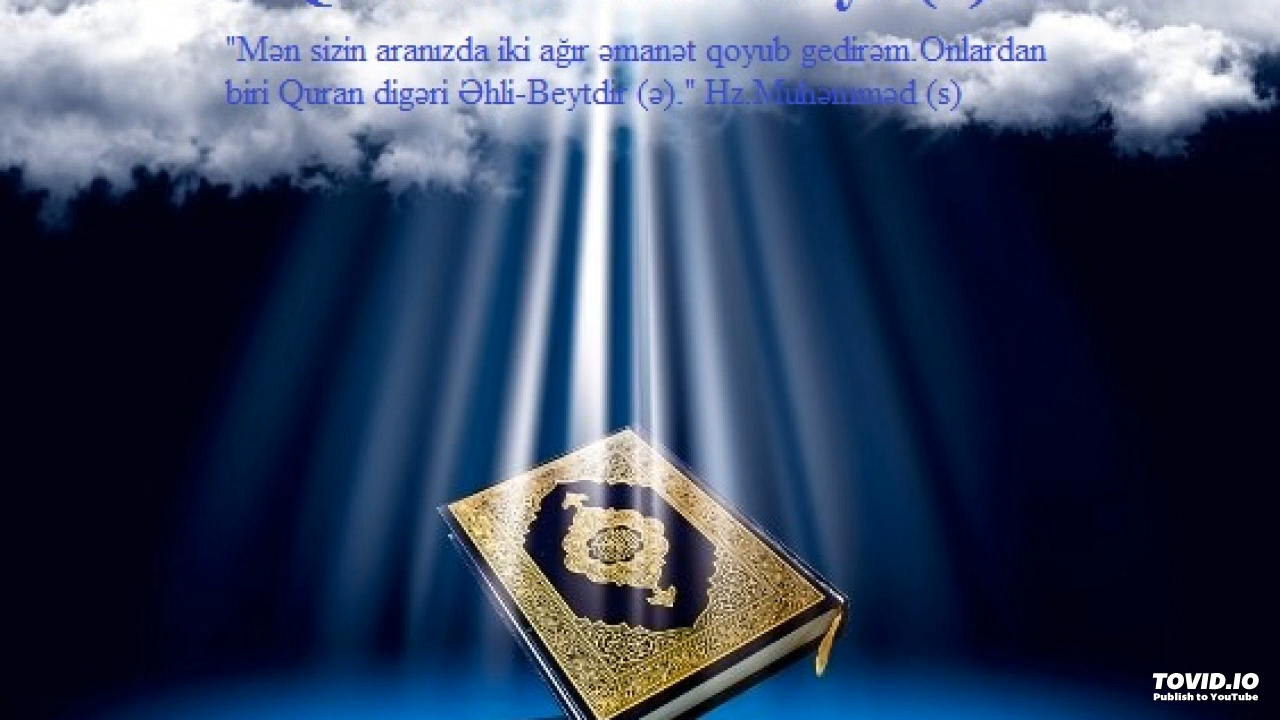 "Mən sizin aranızda iki ağır əmanət qoyub gedirəm.Onlardan
biri Quran digəri Əhli-Beytdir (ə)." Hz.Muhəmməd (s)
TOVID.IO
Publish to YouTube